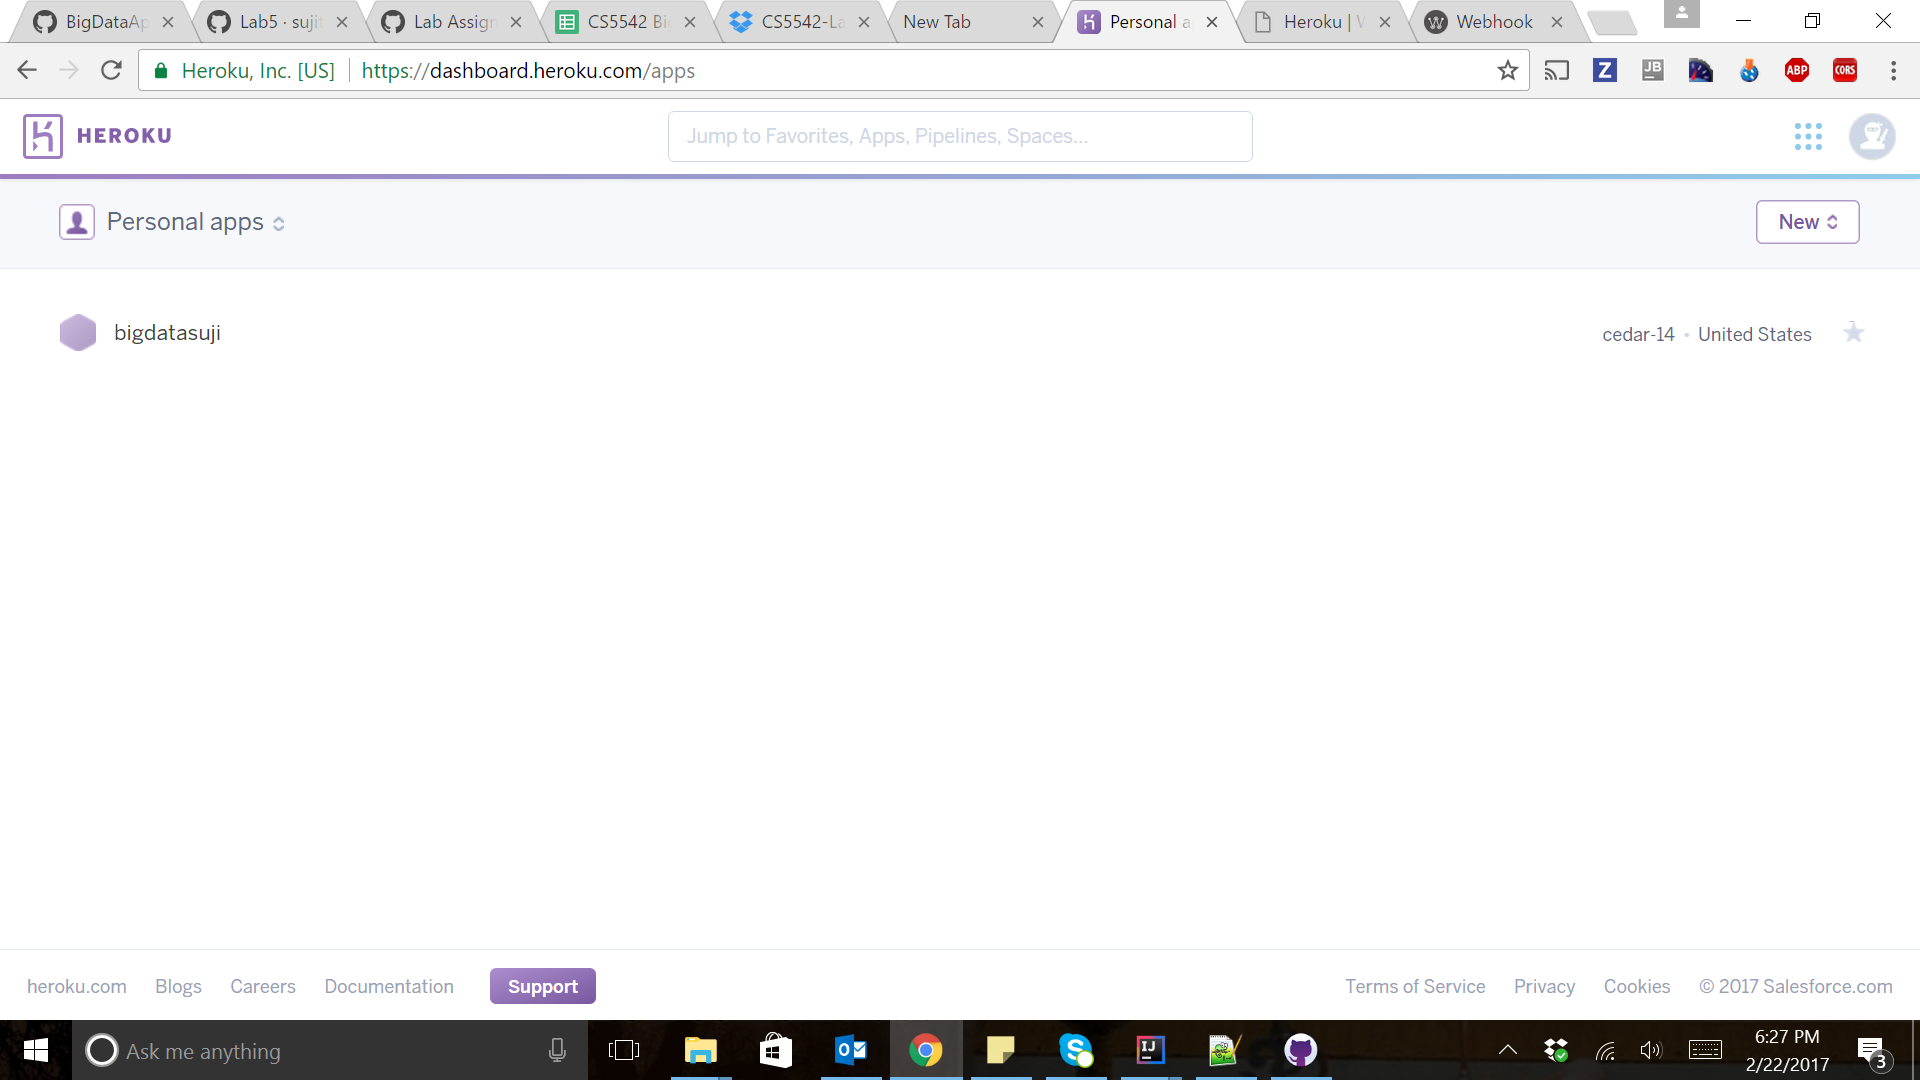 BigDataAp
Lab5 · sujit
Lab Assign
CS5542 Bi
CS5542-La
New Tab
Personal a
Heroku | W
Webhook
Heroku, Inc. [US]
https://dashboard.heroku.com/apps
Z
JB
ABP
CORS
HEROKU
Jump to Favorites, Apps, Pipelines, Spaces...
Personal apps
New
bigdatasuji
cedar-14 • United States
heroku.com
Blogs
Careers
Documentation
Support
Terms of Service
Privacy
Cookies
© 2017 Salesforce.com
Ask me anything
IJ
6:27 PM
2/22/2017
3